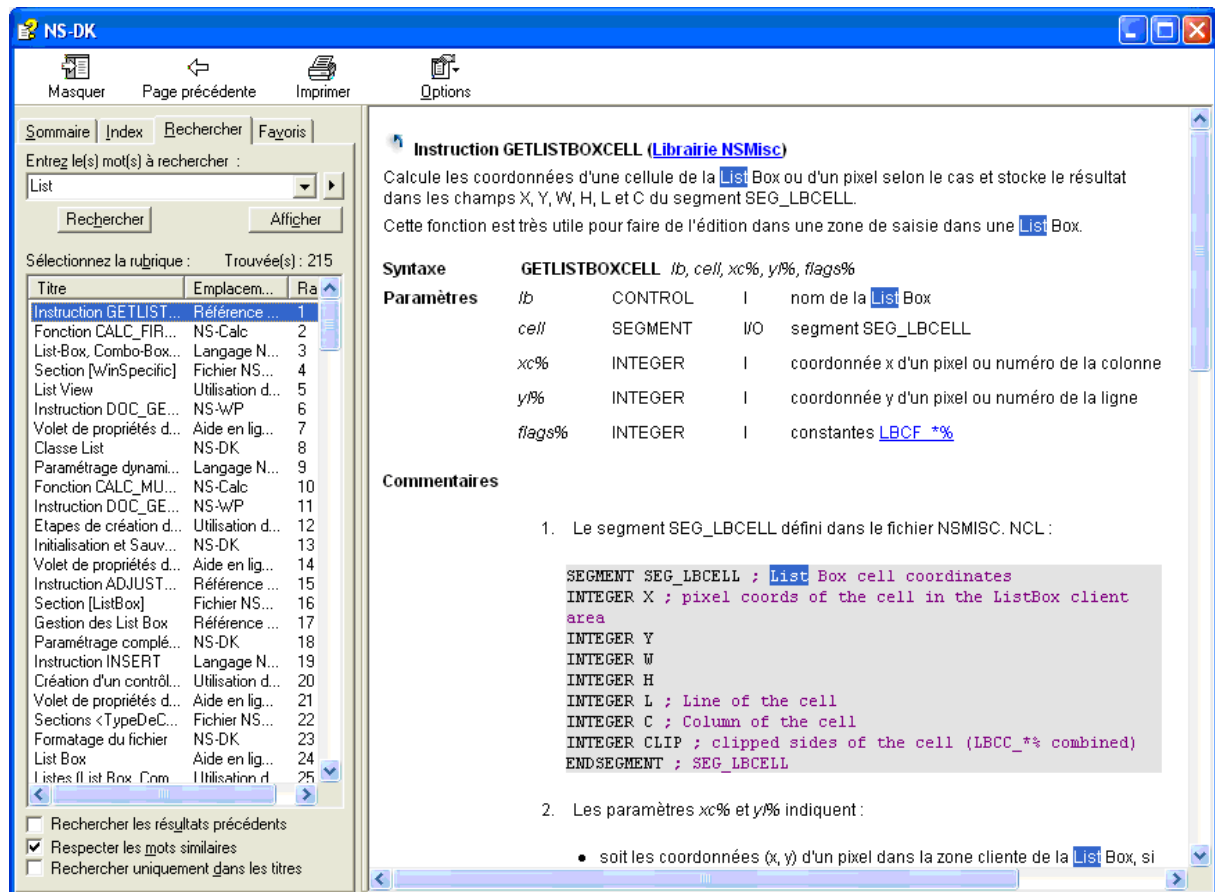 NS-DK
Masquer Page précédente Imprimer Options
Sommaire Index Rechercher Favoris
Entrez le(s) mot(s) à rechercher :
List
Rechercher Afficher
Sélectionnez la rubrique : Trouvée(s) : 215
Titre Emplacem... Ra
Instruction GETLIST... Référence ... 1
Fonction CALC_FIR... NS-Calc 2
List-Box, Combo-Box... Langage N... 3
Section [WinSpecific] Fichier NS... 4
List View Utilisation d... 5
Instruction DOC_GE... NS-WP 6
Volet de propriétés d... Aide en lig... 7
Classe List NS-DK 8
Paramétrage dynami... Langage N... 9
Fonction CALC_MU... NS-Calc 10
Instruction DOC_GE... NS-WP 11
Etapes de création d... Utilisation d... 12
Initialisation et Sauv... NS-DK 13
Volet de propriétés d... Aide en lig... 14
Instruction ADJUST... Référence ... 15
Section [ListBox] Fichier NS... 16
Gestion des List Box Référence ... 17
Paramétrage complé... NS-DK 18
Instruction INSERT Langage N... 19
Création d'un contrôl... Utilisation d... 20
Volet de propriétés d... Aide en lig... 21
Sections <TypeDeC... Fichier NS... 22
Formatage du fichier NS-DK 23
List Box Aide en lig... 24
Listes (List Box, Com... Utilisation d... 25
Rechercher les résultats précédents
Respecter les mots similaires
Rechercher uniquement dans les titres
Instruction GETLISTBOXCELL (Librairie NSMisc)
Calcule les coordonnées d'une cellule de la List Box ou d'un pixel selon le cas et stocke le résultat
dans les champs X, Y, W, H, L et C du segment SEG_LBCELL.
Cette fonction est très utile pour faire de l'édition dans une zone de saisie dans une List Box.
Syntaxe GETLISTBOXCELL lb, cell, xc%, yl%, flags%
Paramètres lb CONTROL I nom de la List Box
cell SEGMENT I/O segment SEG_LBCELL
xc% INTEGER I coordonnée x d'un pixel ou numéro de la colonne
yl% INTEGER I coordonnée y d'un pixel ou numéro de la ligne
flags% INTEGER I constantes LBCF_*%
Commentaires
1. Le segment SEG_LBCELL défini dans le fichier NSMISC. NCL :
SEGMENT SEG_LBCELL ; List Box cell coordinates
INTEGER X ; pixel coords of the cell in the ListBox client
area
INTEGER Y
INTEGER W
INTEGER H
INTEGER L ; Line of the cell
INTEGER C ; Column of the cell
INTEGER CLIP ; clipped sides of the cell (LBCC_*% combined)
ENDSEGMENT ; SEG_LBCELL
2. Les paramètres xc% et yl% indiquent :
• soit les coordonnées (x, y) d'un pixel dans la zone cliente de la List Box, si